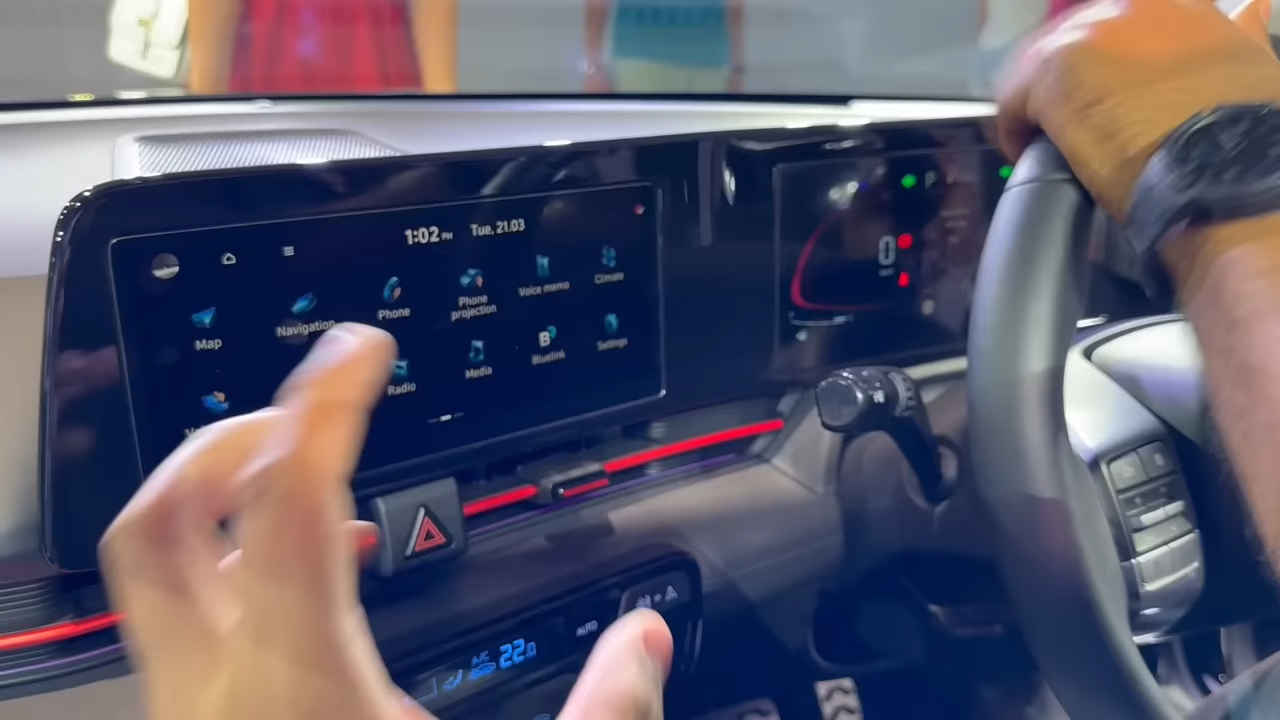 1:02 PM Tue, 21.03
Map
Navigation
Phone
Phone
projection
Voice memo
Climate
Radio
Media
Bluelink
Settings
P
0
A/C
22.0
AUTO